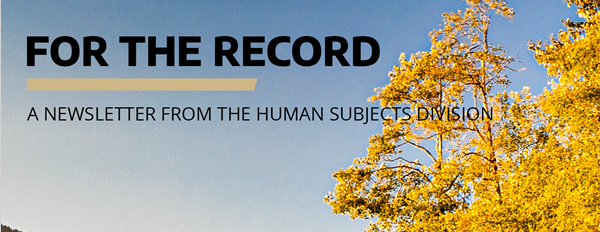 FOR THE RECORD
A NEWSLETTER FROM THE HUMAN SUBJECTS DIVISION